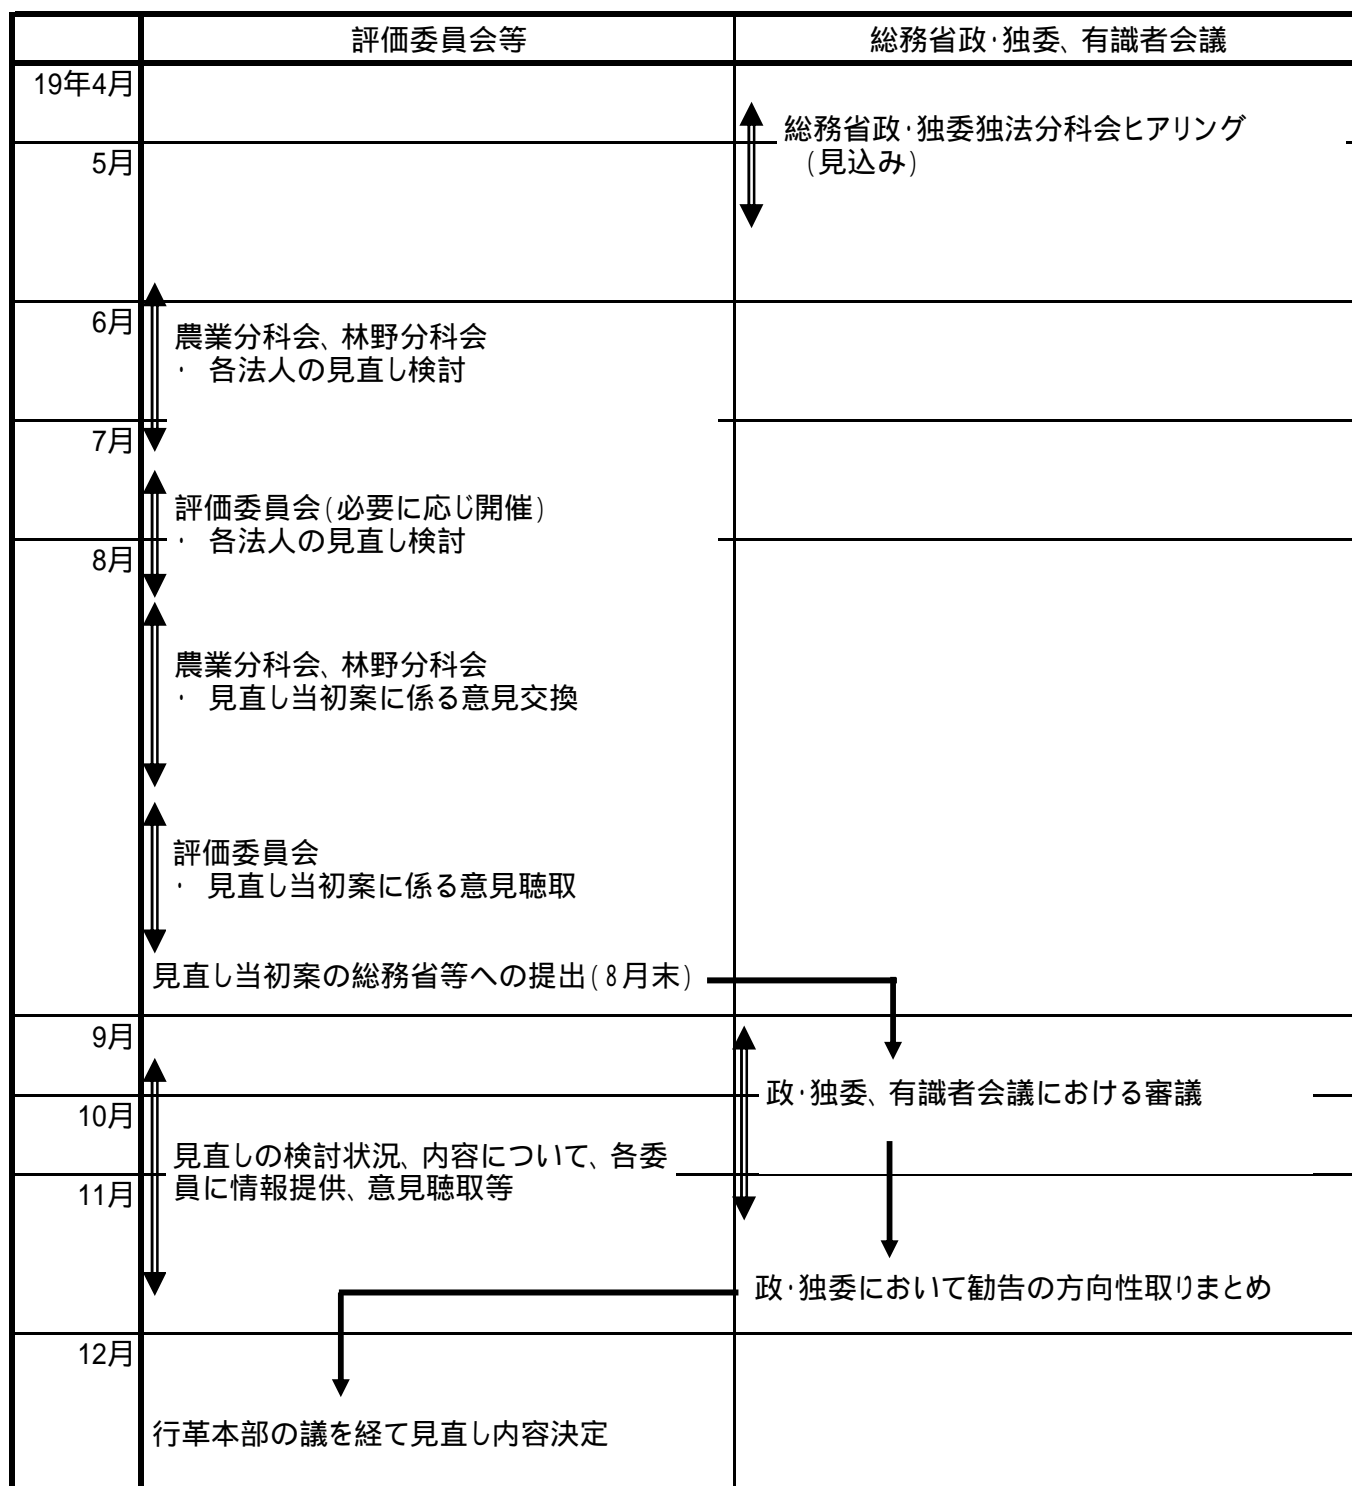 評価委員会等
総務省政・独委、有識者会議
19年4月
総務省政・独委独法分科会ヒアリング
(見込み)
5月
6月
農業分科会、林野分科会
・ 各法人の見直し検討
7月
評価委員会(必要に応じ開催)
・ 各法人の見直し検討
8月
農業分科会、林野分科会
・ 見直し当初案に係る意見交換
評価委員会
・ 見直し当初案に係る意見聴取
見直し当初案の総務省等への提出(8月末)
9月
政・独委、有識者会議における審議
10月
見直しの検討状況、内容について、各委
員に情報提供、意見聴取等
11月
政・独委において勧告の方向性取りまとめ
12月
行革本部の議を経て見直し内容決定